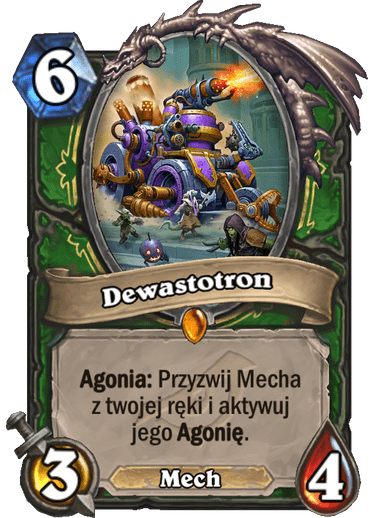 6
Dewastotron
Agonia: Przyzwij Mecha
z twojej ręki i aktywuj
jego Agonię.
3
Mech
4